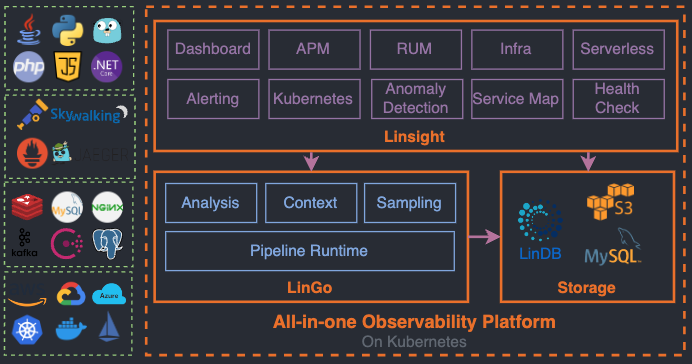 Java
php
JS
.NET
Core
Skywalking
JAEGER
MySQL
NGINX
kafka
Azure
Dashboard
APM
RUM
Infra
Serverless
Alerting
Kubernetes
Anomaly
Detection
Service Map
Health
Check
Linsight
Analysis
Context
Sampling
Pipeline Runtime
LinGo
LinDB
S3
MySQL
Storage
All-in-one Observability Platform
On Kubernetes